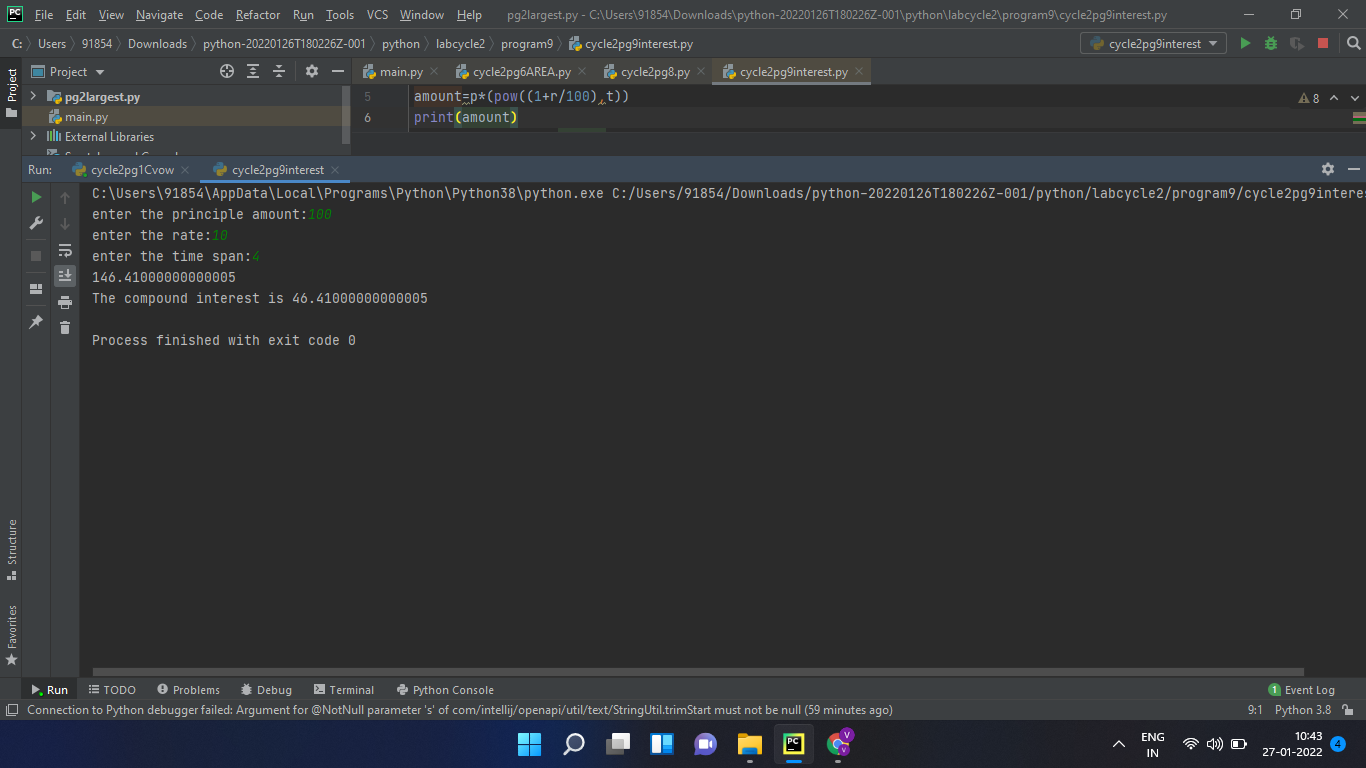 PC File Edit View Navigate Code Refactor Run Tools VCS Window Help pg2largest.py - C:\Users\91854\Downloads\python-20220126T180226Z-001\python\labcycle2\program9\cycle2pg9interest.py
C: Users 91854 Downloads python-20220126T180226Z-001 python labcycle2 program9 cycle2pg9interest.py cycle2pg9interest
Project Project main.py cycle2pg6AREA.py cycle2pg8.py cycle2pg9interest.py
pg2largest.py 5 amount=p*(pow((1+r/100),t)) 8
main.py 6 print(amount)
External Libraries
Run: cycle2pg1Cvow cycle2pg9interest
C:\Users\91854\AppData\Local\Programs\Python\Python38\python.exe C:/Users/91854/Downloads/python-20220126T180226Z-001/python/labcycle2/program9/cycle2pg9intere
enter the principle amount:100
enter the rate:10
enter the time span:4
146.41000000000005
The compound interest is 46.41000000000005
Process finished with exit code 0
Structure
Favorites
Run TODO Problems Debug Terminal Python Console 1 Event Log
Connection to Python debugger failed: Argument for @NotNull parameter 's' of com/intellij/openapi/util/text/StringUtil.trimStart must not be null (59 minutes ago) 9:1 Python 3.8
PC V V ENG 10:43
IN 27-01-2022 4